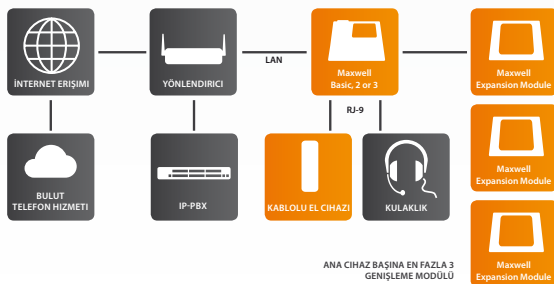 İNTERNET ERIŞIMI
YÖNLENDIRICI
LAN
Maxwell
Basic, 2 or 3
Maxwell
Expansion Module
RJ-9
BULUT
TELEFON HIZMETI
IP-PBX
KABLOLU EL CIHAZI
KULAKLIK
Maxwell
Expansion Module
ANA CIHAZ BAŞINA EN FAZLA 3
GENIŞLEME MODÜLÜ
Maxwell
Expansion Module